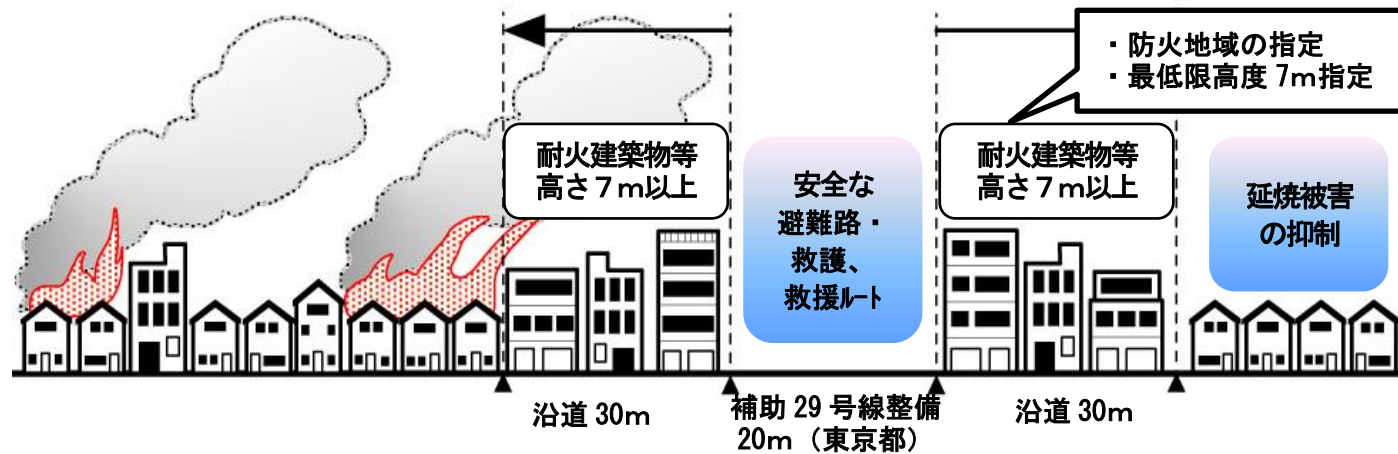 ・防火地域の指定
・最低限高度 7m指定
耐火建築物等
高さ７ｍ以上
安全な
避難路・
救護、
救援ルート
耐火建築物等
高さ７ｍ以上
延焼被害
の抑制
沿道 30m
補助 29 号線整備
20m（東京都）
沿道 30m